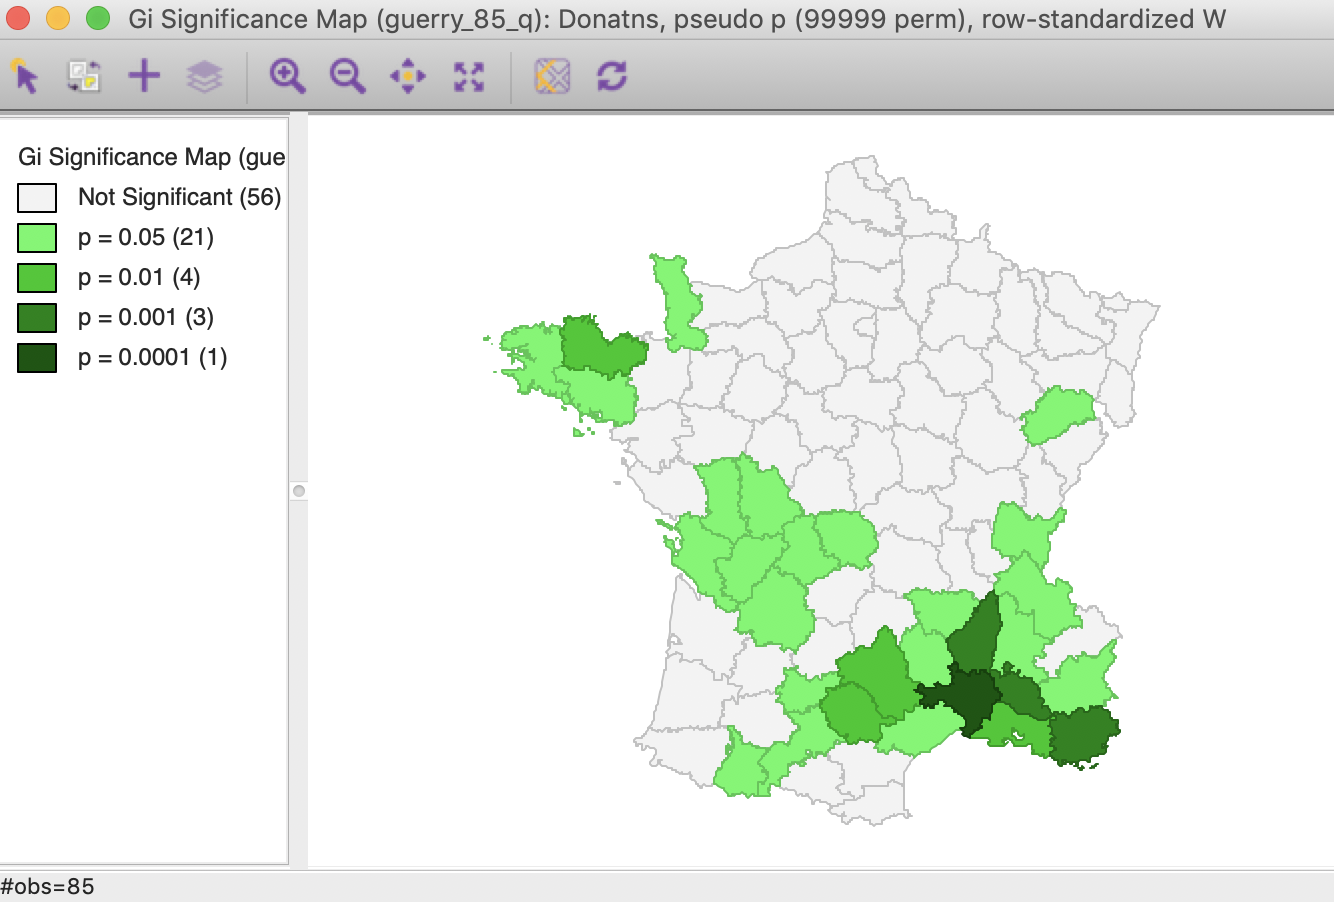 Gi Significance Map (guerry_85_q): Donatns, pseudo p (99999 perm), row-standardized W
Gi Significance Map (gue
Not Significant (56)
p = 0.05 (21)
p = 0.01 (4)
p = 0.001 (3)
p = 0.0001 (1)
#obs=85